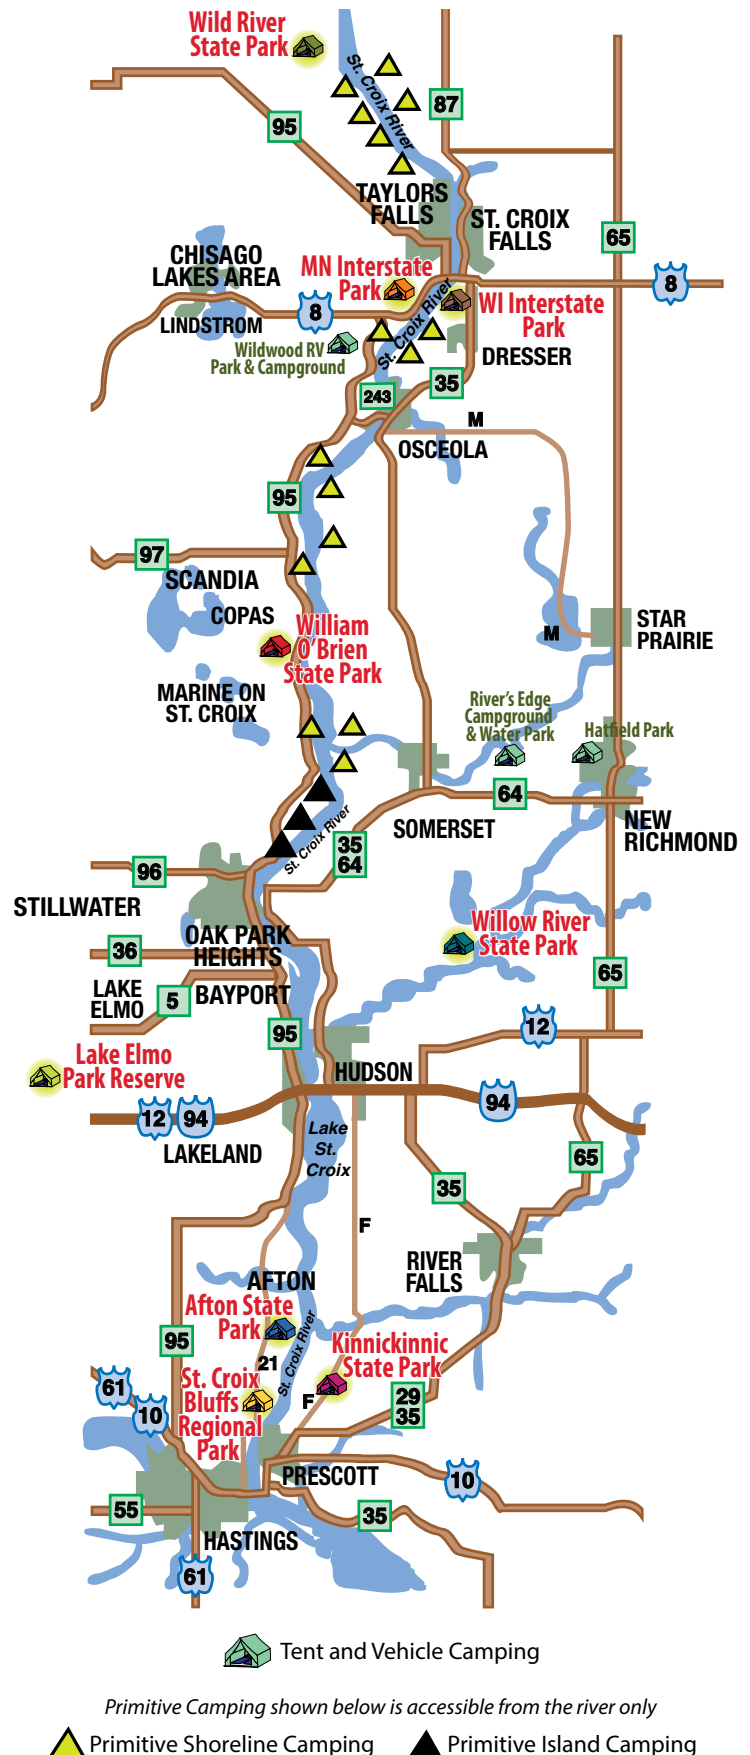 Wild River
State Park
St. Croix River
87
95
TAYLORS
FALLS
ST. CROIX
FALLS
65
CHISAGO
LAKES AREA
MN Interstate
Park
8
8
WI Interstate
Park
LINDSTROM
St. Croix River
Wildwood RV
Park & Campground
DRESSER
35
243
M
OSCEOLA
95
97
SCANDIA
COPAS
William
O'Brien
State Park
STAR
PRAIRIE
M
MARINE ON
ST. CROIX
River's Edge
Campground
& Water Park
Hatfield Park
64
SOMERSET
NEW
RICHMOND
St. Croix River
35
64
96
STILLWATER
Willow River
State Park
OAK PARK
HEIGHTS
36
LAKE
ELMO
5
BAYPORT
65
95
12
Lake Elmo
Park Reserve
HUDSON
12
94
94
LAKELAND
Lake
St.
Croix
65
35
F
RIVER
FALLS
AFTON
Afton State
Park
St. Croix River
95
Kinnickinnic
State Park
21
61
10
St. Croix
Bluffs
Regional
Park
F
29
35
PRESCOTT
10
55
35
HASTINGS
61
Tent and Vehicle Camping
Primitive Camping shown below is accessible from the river only
Primitive Shoreline Camping
Primitive Island Camping